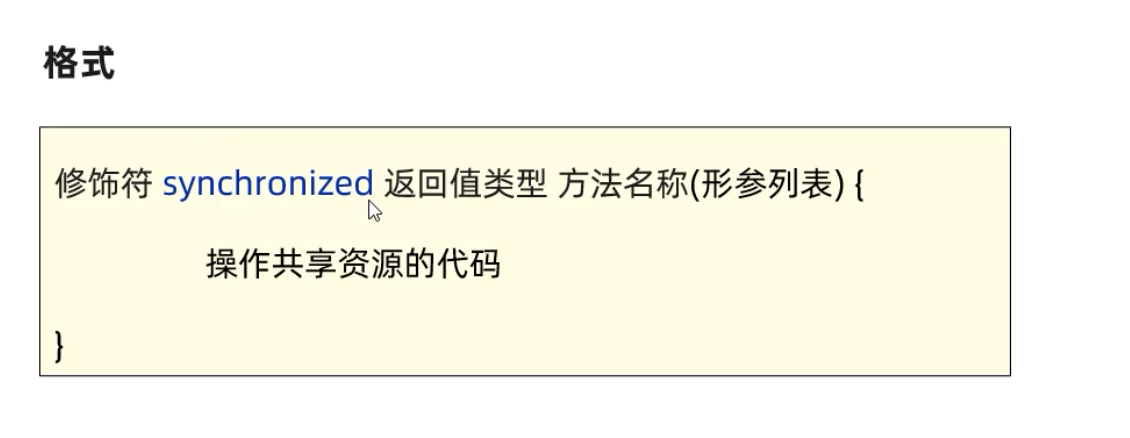 格式
修饰符 synchronized 返回值类型 方法名称(形参列表) {
操作共享资源的代码
}